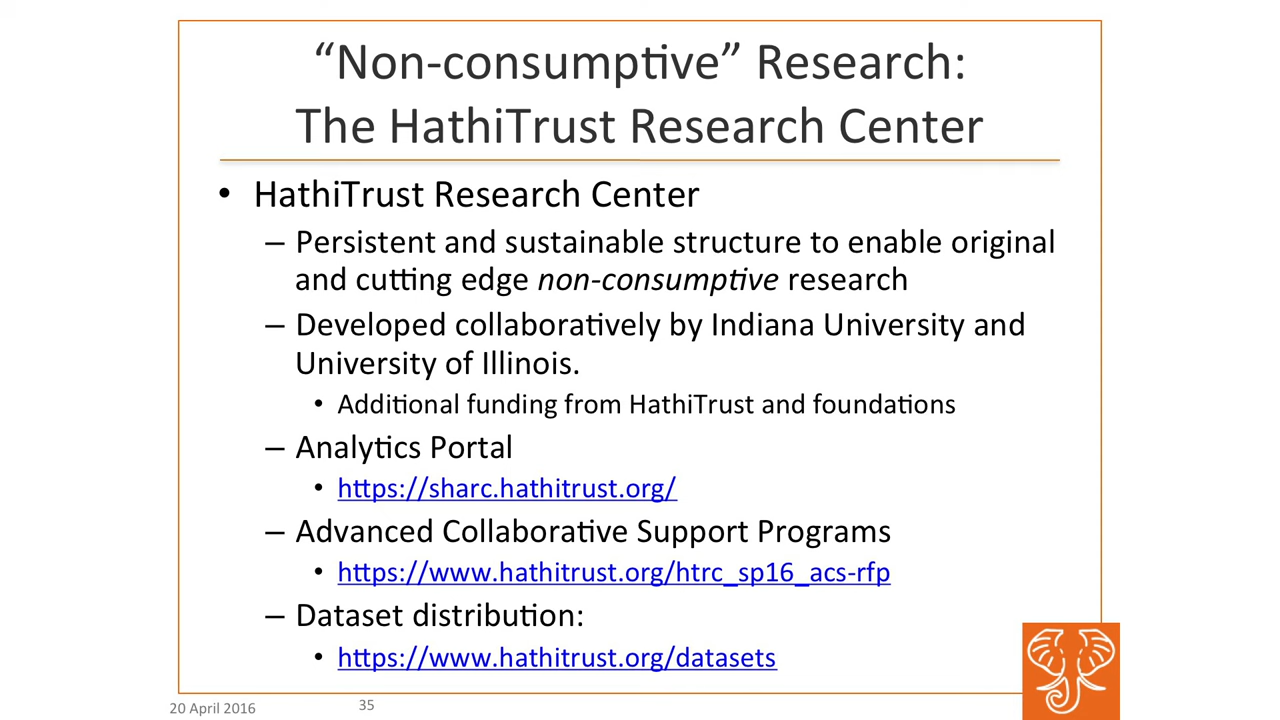 “Non-consumptive” Research:
The HathiTrust Research Center
• HathiTrust Research Center
– Persistent and sustainable structure to enable original
and cutting edge non-consumptive research
– Developed collaboratively by Indiana University and
University of Illinois.
• Additional funding from HathiTrust and foundations
– Analytics Portal
• https://sharc.hathitrust.org/
– Advanced Collaborative Support Programs
• https://www.hathitrust.org/htrc_sp16_acs-rfp
– Dataset distribution:
• https://www.hathitrust.org/datasets
20 April 2016
35